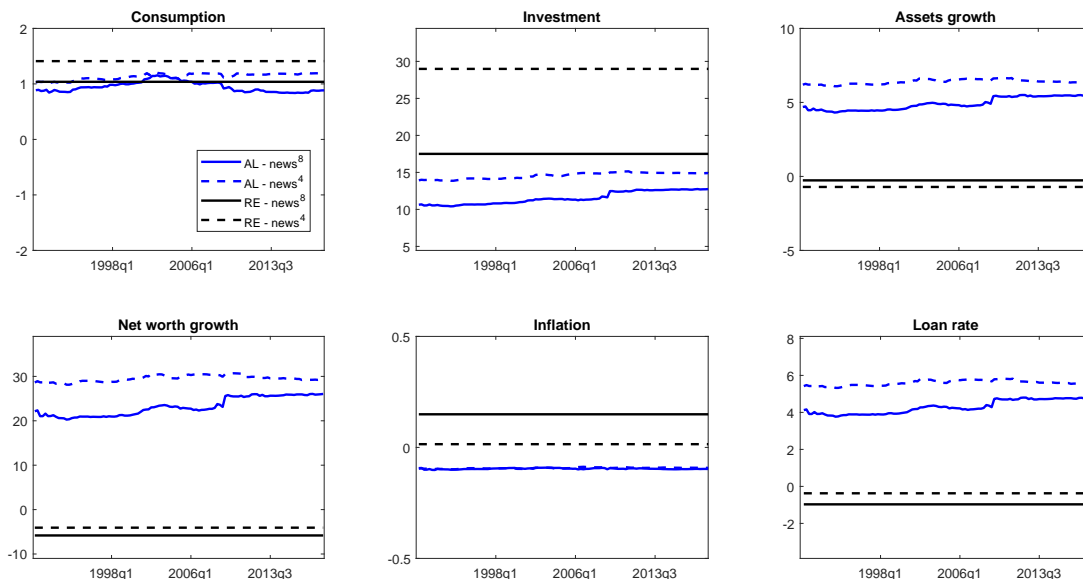 Consumption
2
1
0
-1
-2
AL - news⁸
AL - news⁴
RE - news⁸
RE - news⁴
1998q1 2006q1 2013q3
Investment
30
25
20
15
10
5
1998q1 2006q1 2013q3
Assets growth
10
5
0
-5
1998q1 2006q1 2013q3
Net worth growth
30
20
10
0
-10
1998q1 2006q1 2013q3
Inflation
0.5
0
-0.5
1998q1 2006q1 2013q3
Loan rate
8
6
4
2
0
-2
1998q1 2006q1 2013q3